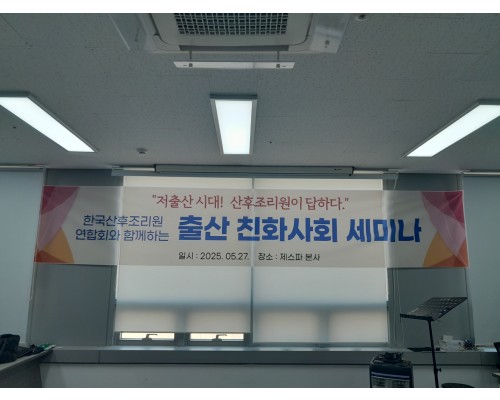 "저출산 시대! 산후조리원이 답하다."
한국산후조리원
연합회와 함께하는
출산 친화사회 세미나
일시 : 2025. 05.27. 장소 : 제스파 본사